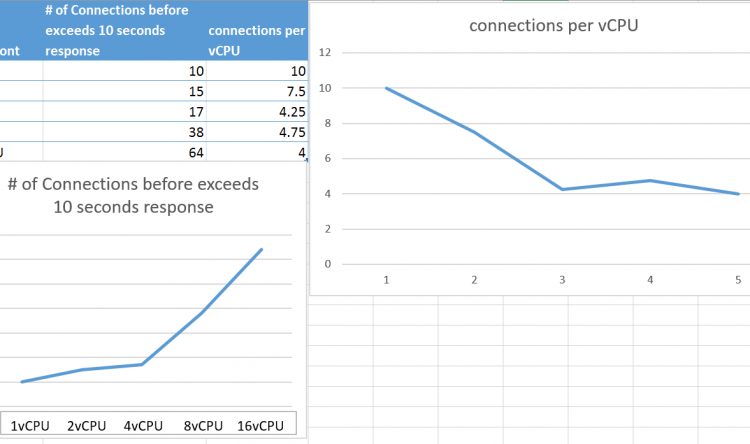 # of Connections before
exceeds 10 seconds
connections per
ont response vCPU
10 10
15 7.5
17 4.25
38 4.75
64 4
connections per vCPU
12
10
8
6
4
2
0
1 2 3 4 5
# of Connections before exceeds
10 seconds response
1vCPU 2vCPU 4vCPU 8vCPU 16vCPU